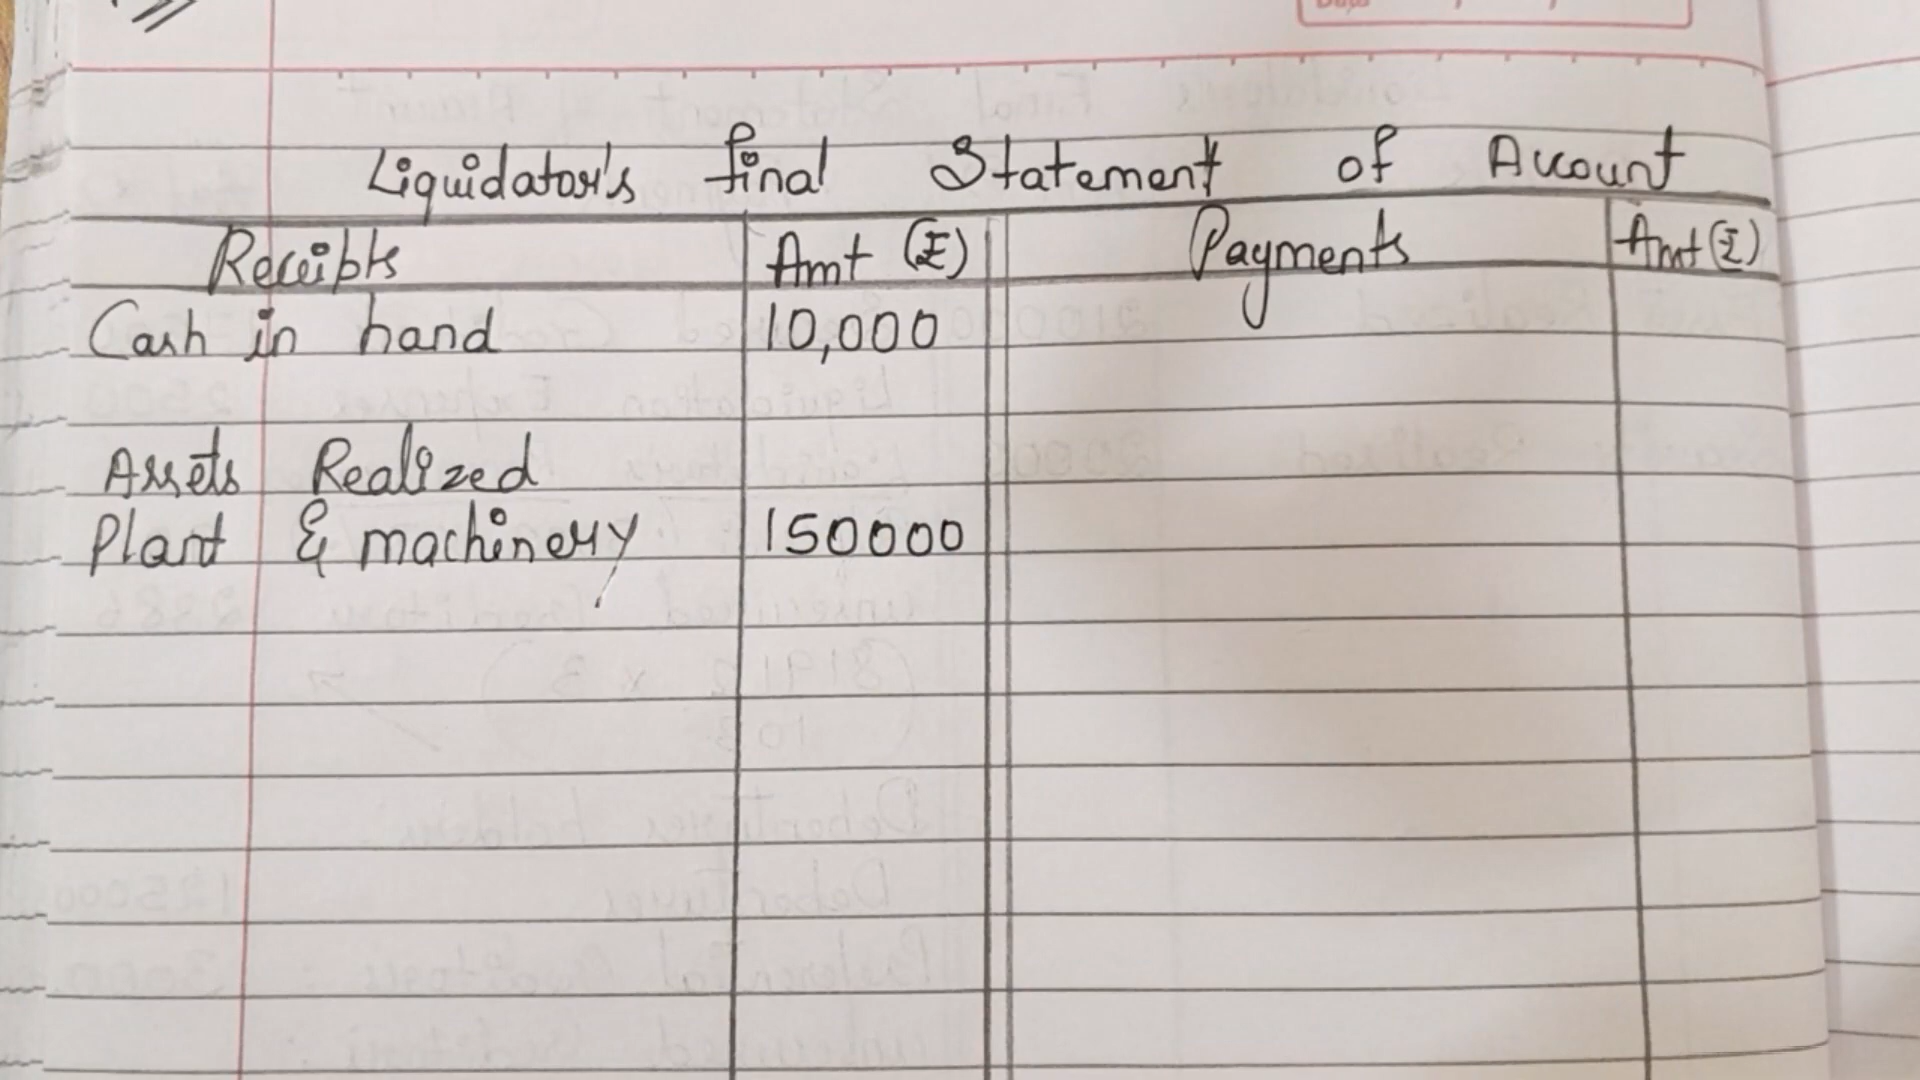 Liquidator's final Statement of Account
Receipts Amt (₹) Payments Amt (₹)
Cash in hand 10,000
Assets Realized
Plant & machinery 150000